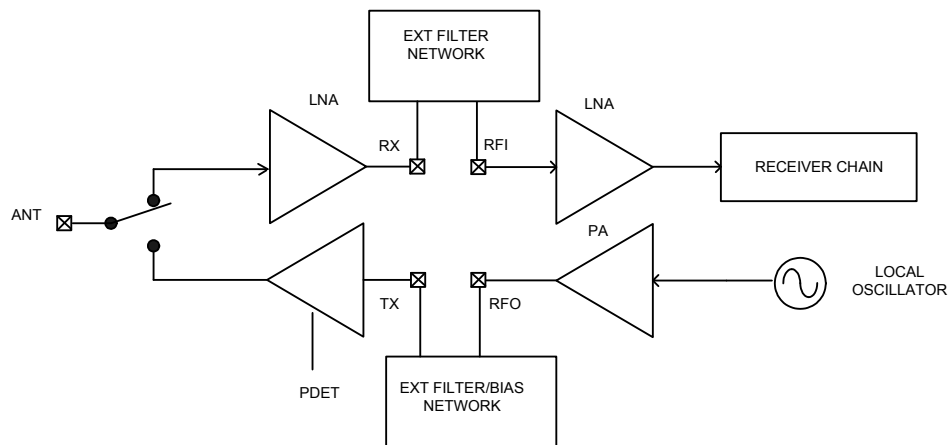 EXT FILTER
NETWORK
LNA
LNA
RX
RFI
RECEIVER CHAIN
ANT
PA
TX
RFO
LOCAL
OSCILLATOR
PDET
EXT FILTER/BIAS
NETWORK